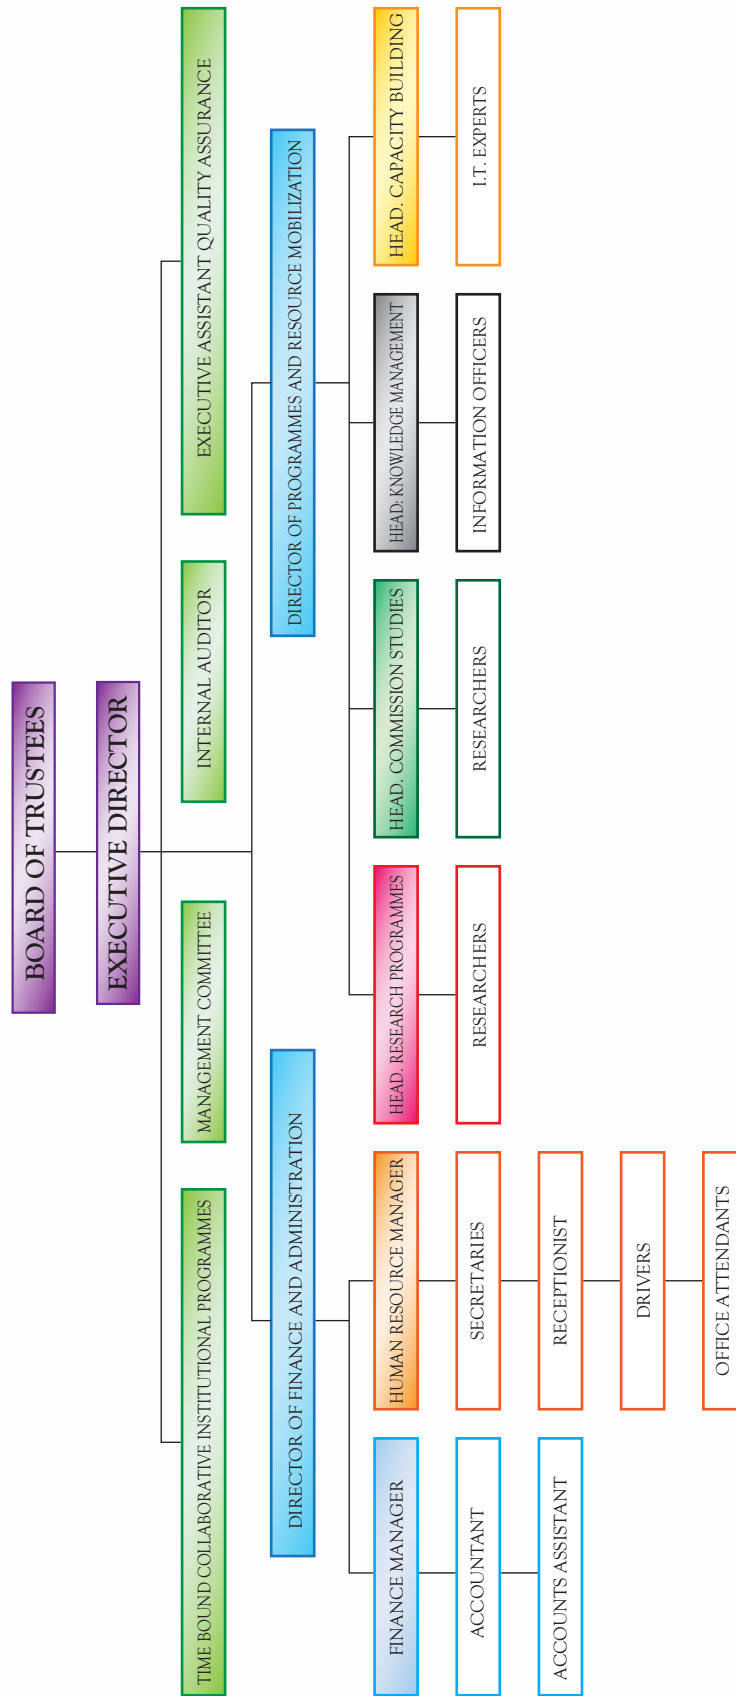 BOARD OF TRUSTEES
EXECUTIVE DIRECTOR
TIME BOUND COLLABORATIVE INSTITUTIONAL PROGRAMMES
MANAGEMENT COMMITTEE
INTERNAL AUDITOR
EXECUTIVE ASSISTANT QUALITY ASSURANCE
DIRECTOR OF FINANCE AND ADMINISTRATION
DIRECTOR OF PROGRAMMES AND RESOURCE MOBILIZATION
FINANCE MANAGER
HUMAN RESOURCE MANAGER
HEAD. RESEARCH PROGRAMMES
HEAD. COMMISSION STUDIES
HEAD: KNOWLEDGE MANAGEMENT
HEAD. CAPACITY BUILDING
ACCOUNTANT
SECRETARIES
RESEARCHERS
RESEARCHERS
INFORMATION OFFICERS
I.T. EXPERTS
ACCOUNTS ASSISTANT
RECEPTIONIST
DRIVERS
OFFICE ATTENDANTS